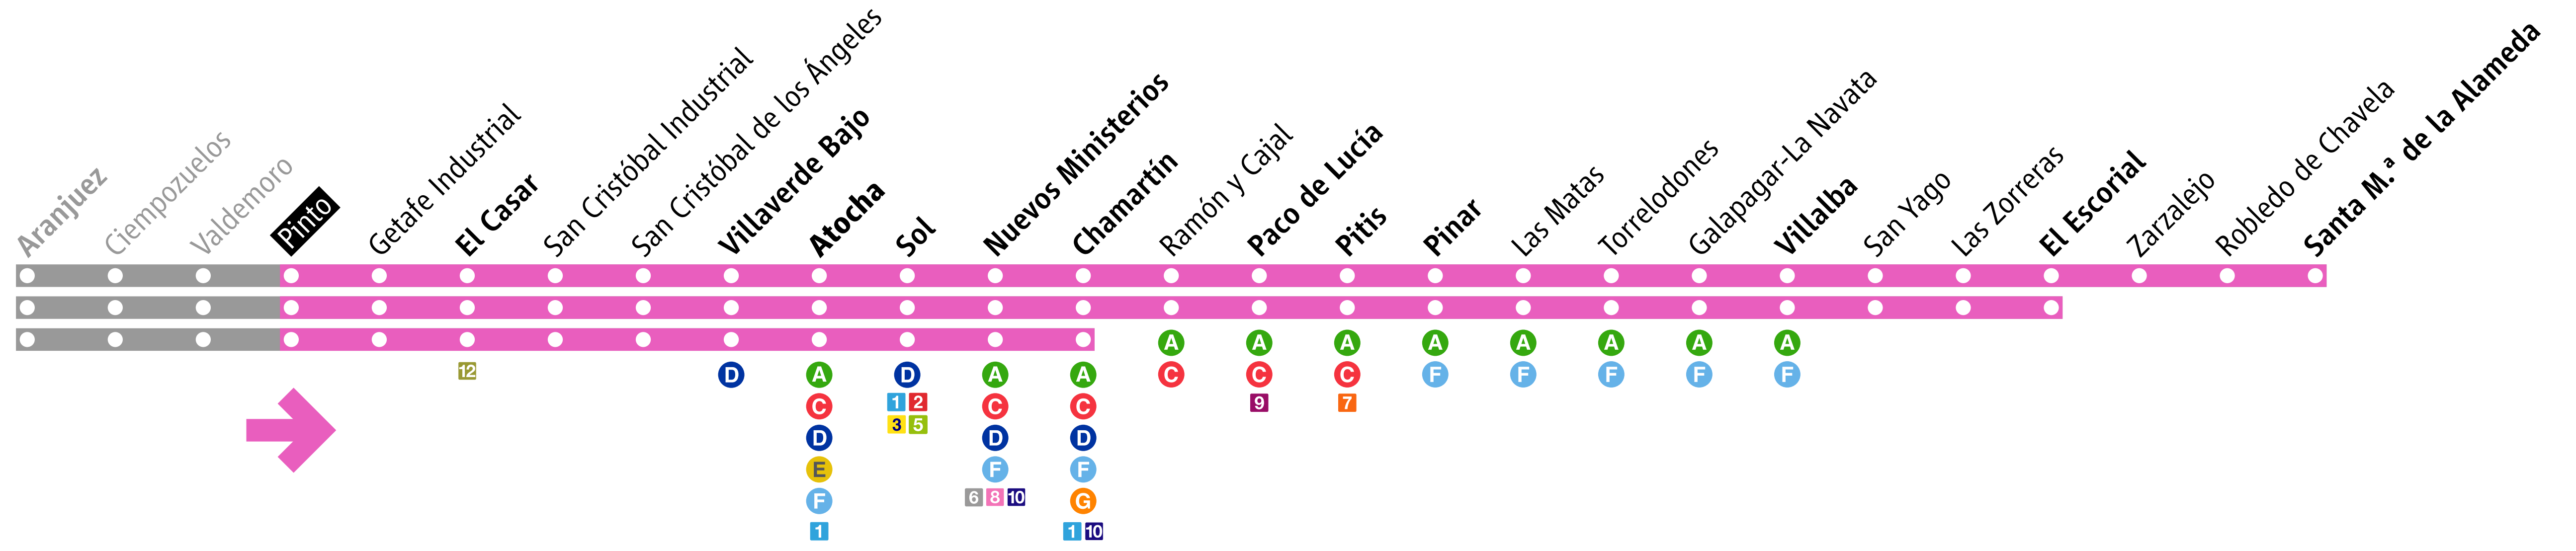 Aranjuez
Ciempozuelos
Valdemoro
Pinto
Getafe Industrial
El Casar
San Cristóbal Industrial
San Cristóbal de los Ángeles
Villaverde Bajo
Atocha
Sol
Nuevos Ministerios
Chamartín
Ramón y Cajal
Paco de Lucía
Pitis
Pinar
Las Matas
Torrelodones
Galapagar-La Navata
Villalba
San Yago
Las Zorreras
El Escorial
Zarzalejo
Robledo de Chavela
Santa M.ª de la Alameda
A A A A A A A A
12 D A D A A C C C F F F F F
C 1 2 C C 9 7
3 5
D D D
E F F
F 6 8 10 G
1 1 10